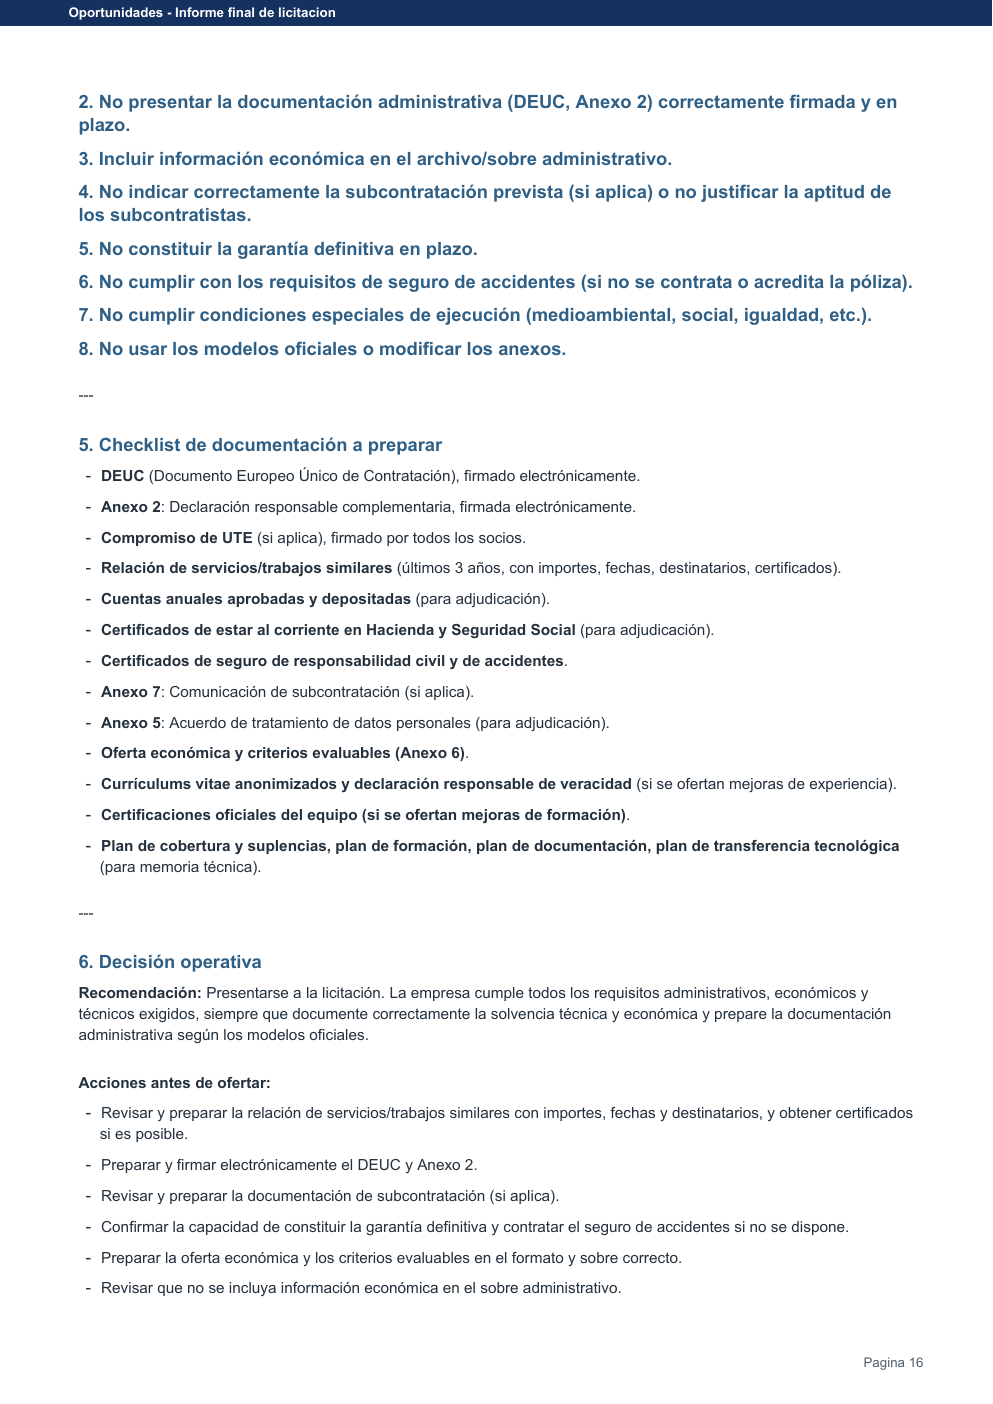 Oportunidades - Informe final de licitacion
2. No presentar la documentación administrativa (DEUC, Anexo 2) correctamente firmada y en
plazo.
3. Incluir información económica en el archivo/sobre administrativo.
4. No indicar correctamente la subcontratación prevista (si aplica) o no justificar la aptitud de
los subcontratistas.
5. No constituir la garantía definitiva en plazo.
6. No cumplir con los requisitos de seguro de accidentes (si no se contrata o acredita la póliza).
7. No cumplir condiciones especiales de ejecución (medioambiental, social, igualdad, etc.).
8. No usar los modelos oficiales o modificar los anexos.
---
5. Checklist de documentación a preparar
- DEUC (Documento Europeo Único de Contratación), firmado electrónicamente.
- Anexo 2: Declaración responsable complementaria, firmada electrónicamente.
- Compromiso de UTE (si aplica), firmado por todos los socios.
- Relación de servicios/trabajos similares (últimos 3 años, con importes, fechas, destinatarios, certificados).
- Cuentas anuales aprobadas y depositadas (para adjudicación).
- Certificados de estar al corriente en Hacienda y Seguridad Social (para adjudicación).
- Certificados de seguro de responsabilidad civil y de accidentes.
- Anexo 7: Comunicación de subcontratación (si aplica).
- Anexo 5: Acuerdo de tratamiento de datos personales (para adjudicación).
- Oferta económica y criterios evaluables (Anexo 6).
- Currículums vitae anonimizados y declaración responsable de veracidad (si se ofertan mejoras de experiencia).
- Certificaciones oficiales del equipo (si se ofertan mejoras de formación).
- Plan de cobertura y suplencias, plan de formación, plan de documentación, plan de transferencia tecnológica
(para memoria técnica).
---
6. Decisión operativa
Recomendación: Presentarse a la licitación. La empresa cumple todos los requisitos administrativos, económicos y
técnicos exigidos, siempre que documente correctamente la solvencia técnica y económica y prepare la documentación
administrativa según los modelos oficiales.
Acciones antes de ofertar:
- Revisar y preparar la relación de servicios/trabajos similares con importes, fechas y destinatarios, y obtener certificados
si es posible.
- Preparar y firmar electrónicamente el DEUC y Anexo 2.
- Revisar y preparar la documentación de subcontratación (si aplica).
- Confirmar la capacidad de constituir la garantía definitiva y contratar el seguro de accidentes si no se dispone.
- Preparar la oferta económica y los criterios evaluables en el formato y sobre correcto.
- Revisar que no se incluya información económica en el sobre administrativo.
Pagina 16